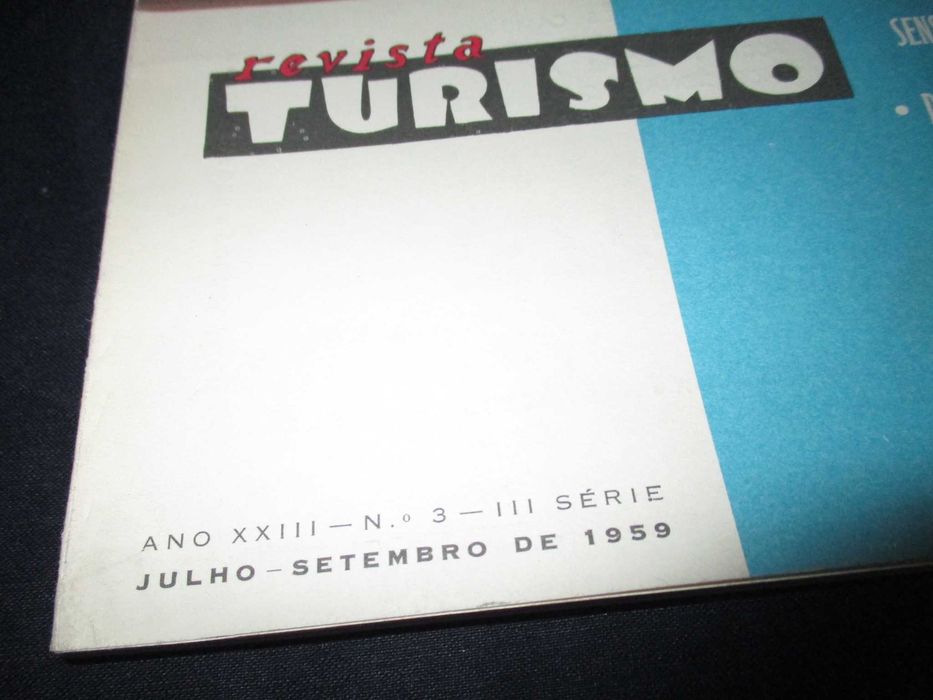 revista
TURISMO
ANO XXIII — N.º 3 — III SÉRIE
JULHO – SETEMBRO DE 1959